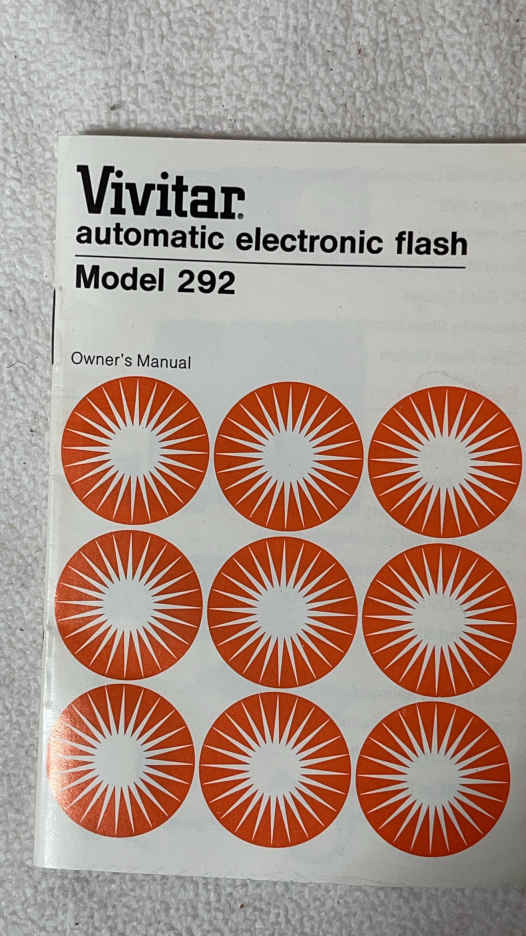 Vivitar®
automatic electronic flash
Model 292
Owner's Manual